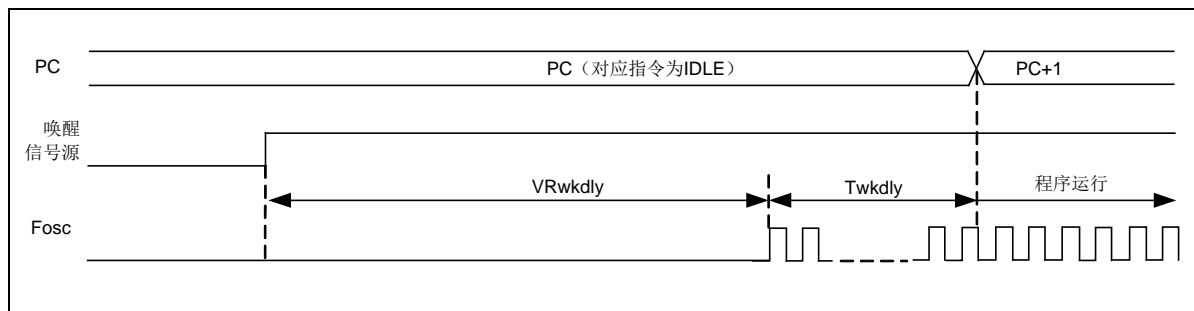 PC
PC（对应指令为IDLE）
PC+1
唤醒
信号源
VRwkdly
Twkdly
程序运行
Fosc